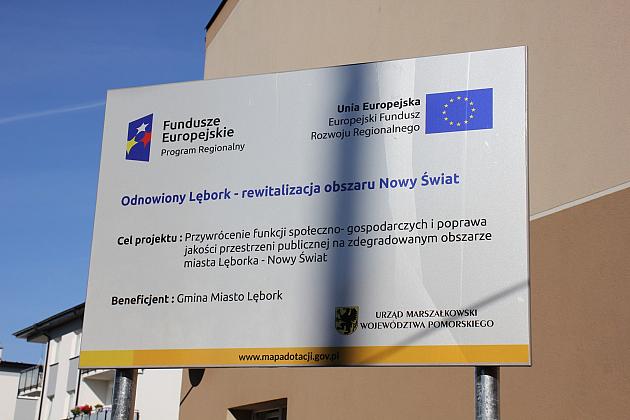 Fundusze
Europejskie
Program Regionalny
Unia Europejska
Europejski Fundusz
Rozwoju Regionalnego
Odnowiony Lębork - rewitalizacja obszaru Nowy Świat
Cel projektu : Przywrócenie funkcji społeczno- gospodarczych i poprawa
jakości przestrzeni publicznej na zdegradowanym obszarze
miasta Lęborka - Nowy Świat
Beneficjent : Gmina Miasto Lębork
URZĄD MARSZAŁKOWSKI
WOJEWÓDZTWA POMORSKIEGO
www.mapadotacji.gov.pl